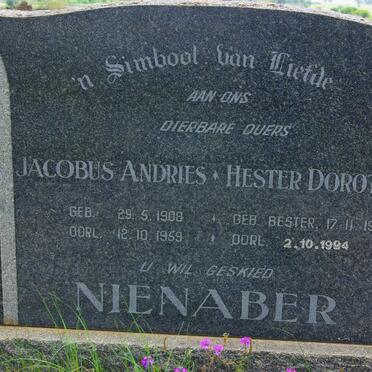 'n Simbool van Liefde
AAN ONS
DIERBARE OUERS
JACOBUS ANDRIES * HESTER DOROT
GEB. 29.5.1908 * GEB. BESTER, 17.11.19
OORL. 12.10.1959 * OORL. 2.10.1994
U WIL GESKIED
NIENABER